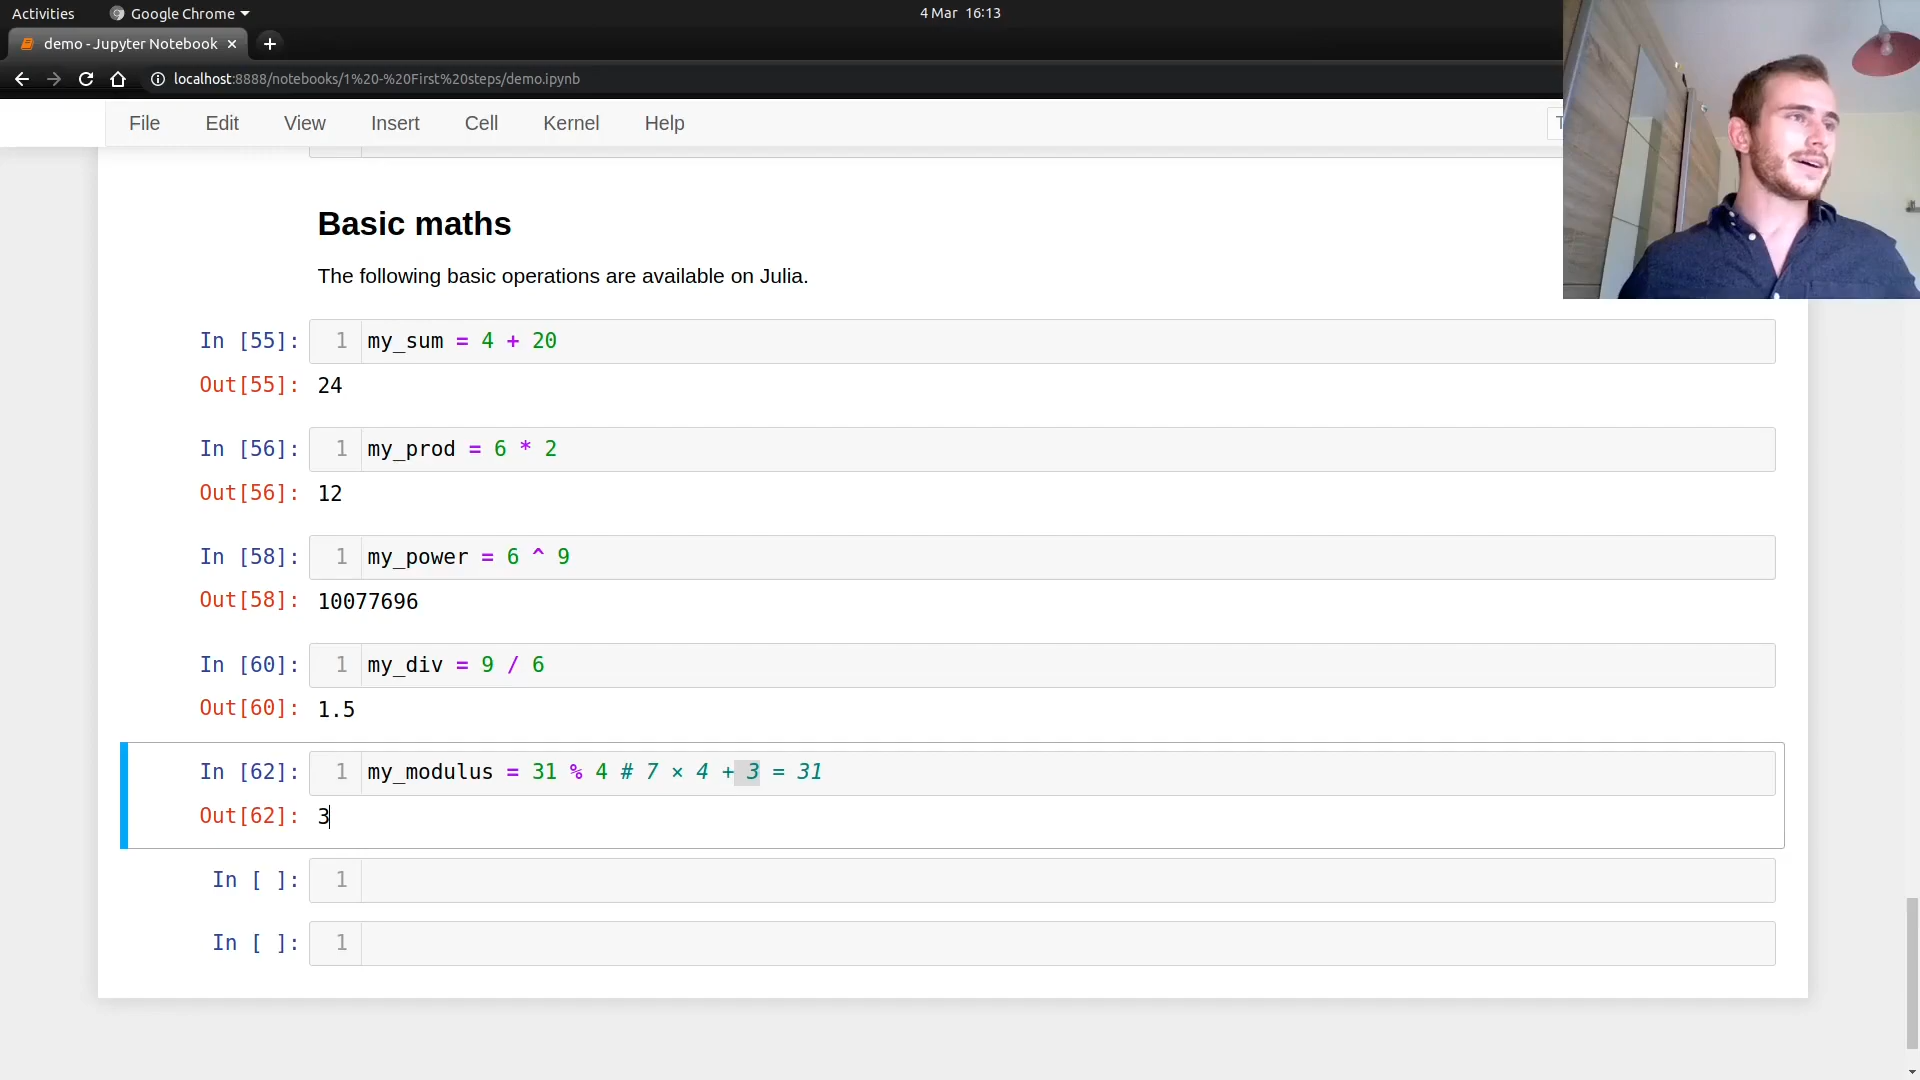 Activities
Google Chrome
4 Mar 16:13
demo - Jupyter Notebook
localhost:8888/notebooks/1%20-%20First%20steps/demo.ipynb
File Edit View Insert Cell Kernel Help
T
Basic maths
The following basic operations are available on Julia.
In [55]: 1 my_sum = 4 + 20
Out[55]: 24
In [56]: 1 my_prod = 6 * 2
Out[56]: 12
In [58]: 1 my_power = 6 ^ 9
Out[58]: 10077696
In [60]: 1 my_div = 9 / 6
Out[60]: 1.5
In [62]: 1 my_modulus = 31 % 4 # 7 × 4 + 3 = 31
Out[62]: 3
In [ ]: 1
In [ ]: 1